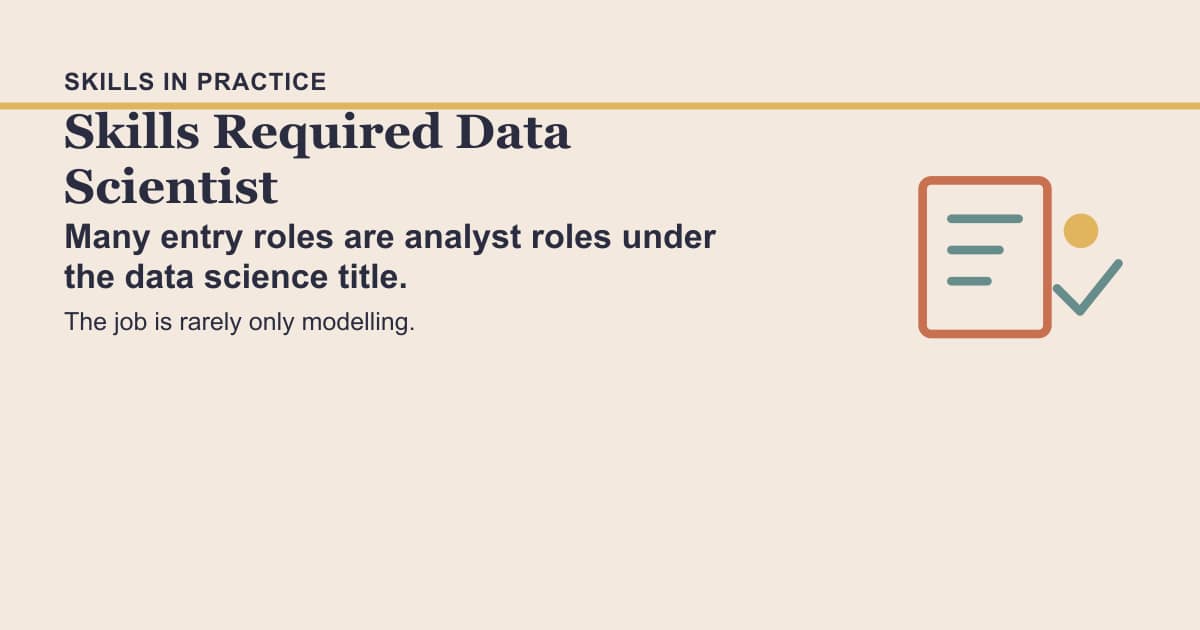 SKILLS IN PRACTICE
Skills Required Data
Scientist
Many entry roles are analyst roles under
the data science title.
The job is rarely only modelling.